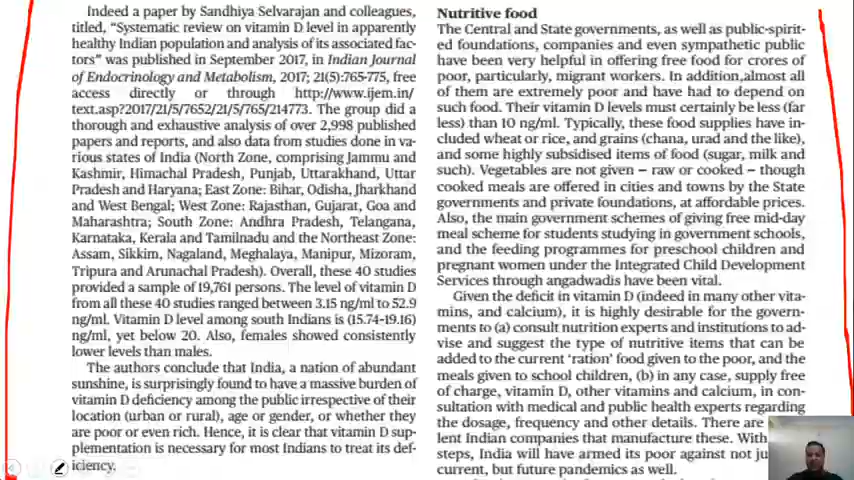 Indeed a paper by Sandhiya Selvarajan and colleagues,
titled, “Systematic review on vitamin D level in apparently
healthy Indian population and analysis of its associated fac-
tors” was published in September 2017, in Indian Journal
of Endocrinology and Metabolism, 2017; 21(5):765-775, free
access directly or through http://www.ijem.in/
text.asp?2017/21/5/7652/21/5/765/214773. The group did a
thorough and exhaustive analysis of over 2,998 published
papers and reports, and also data from studies done in va-
rious states of India (North Zone, comprising Jammu and
Kashmir, Himachal Pradesh, Punjab, Uttarakhand, Uttar
Pradesh and Haryana; East Zone: Bihar, Odisha, Jharkhand
and West Bengal; West Zone: Rajasthan, Gujarat, Goa and
Maharashtra; South Zone: Andhra Pradesh, Telangana,
Karnataka, Kerala and Tamilnadu and the Northeast Zone:
Assam, Sikkim, Nagaland, Meghalaya, Manipur, Mizoram,
Tripura and Arunachal Pradesh). Overall, these 40 studies
provided a sample of 19,761 persons. The level of vitamin D
from all these 40 studies ranged between 3.15 ng/ml to 52.9
ng/ml. Vitamin D level among south Indians is (15.74-19.16)
ng/ml, yet below 20. Also, females showed consistently
lower levels than males.
The authors conclude that India, a nation of abundant
sunshine, is surprisingly found to have a massive burden of
vitamin D deficiency among the public irrespective of their
location (urban or rural), age or gender, or whether they
are poor or even rich. Hence, it is clear that vitamin D sup-
plementation is necessary for most Indians to treat its def-
iciency.
Nutritive food
The Central and State governments, as well as public-spirit-
ed foundations, companies and even sympathetic public
have been very helpful in offering free food for crores of
poor, particularly, migrant workers. In addition,almost all
of them are extremely poor and have had to depend on
such food. Their vitamin D levels must certainly be less (far
less) than 10 ng/ml. Typically, these food supplies have in-
cluded wheat or rice, and grains (chana, urad and the like),
and some highly subsidised items of food (sugar, milk and
such). Vegetables are not given – raw or cooked – though
cooked meals are offered in cities and towns by the State
governments and private foundations, at affordable prices.
Also, the main government schemes of giving free mid-day
meal scheme for students studying in government schools,
and the feeding programmes for preschool children and
pregnant women under the Integrated Child Development
Services through angadwadis have been vital.
Given the deficit in vitamin D (indeed in many other vita-
mins, and calcium), it is highly desirable for the govern-
ments to (a) consult nutrition experts and institutions to ad-
vise and suggest the type of nutritive items that can be
added to the current ‘ration’ food given to the poor, and the
meals given to school children, (b) in any case, supply free
of charge, vitamin D, other vitamins and calcium, in con-
sultation with medical and public health experts regarding
the dosage, frequency and other details. There are
lent Indian companies that manufacture these. With
steps, India will have armed its poor against not ju
current, but future pandemics as well.